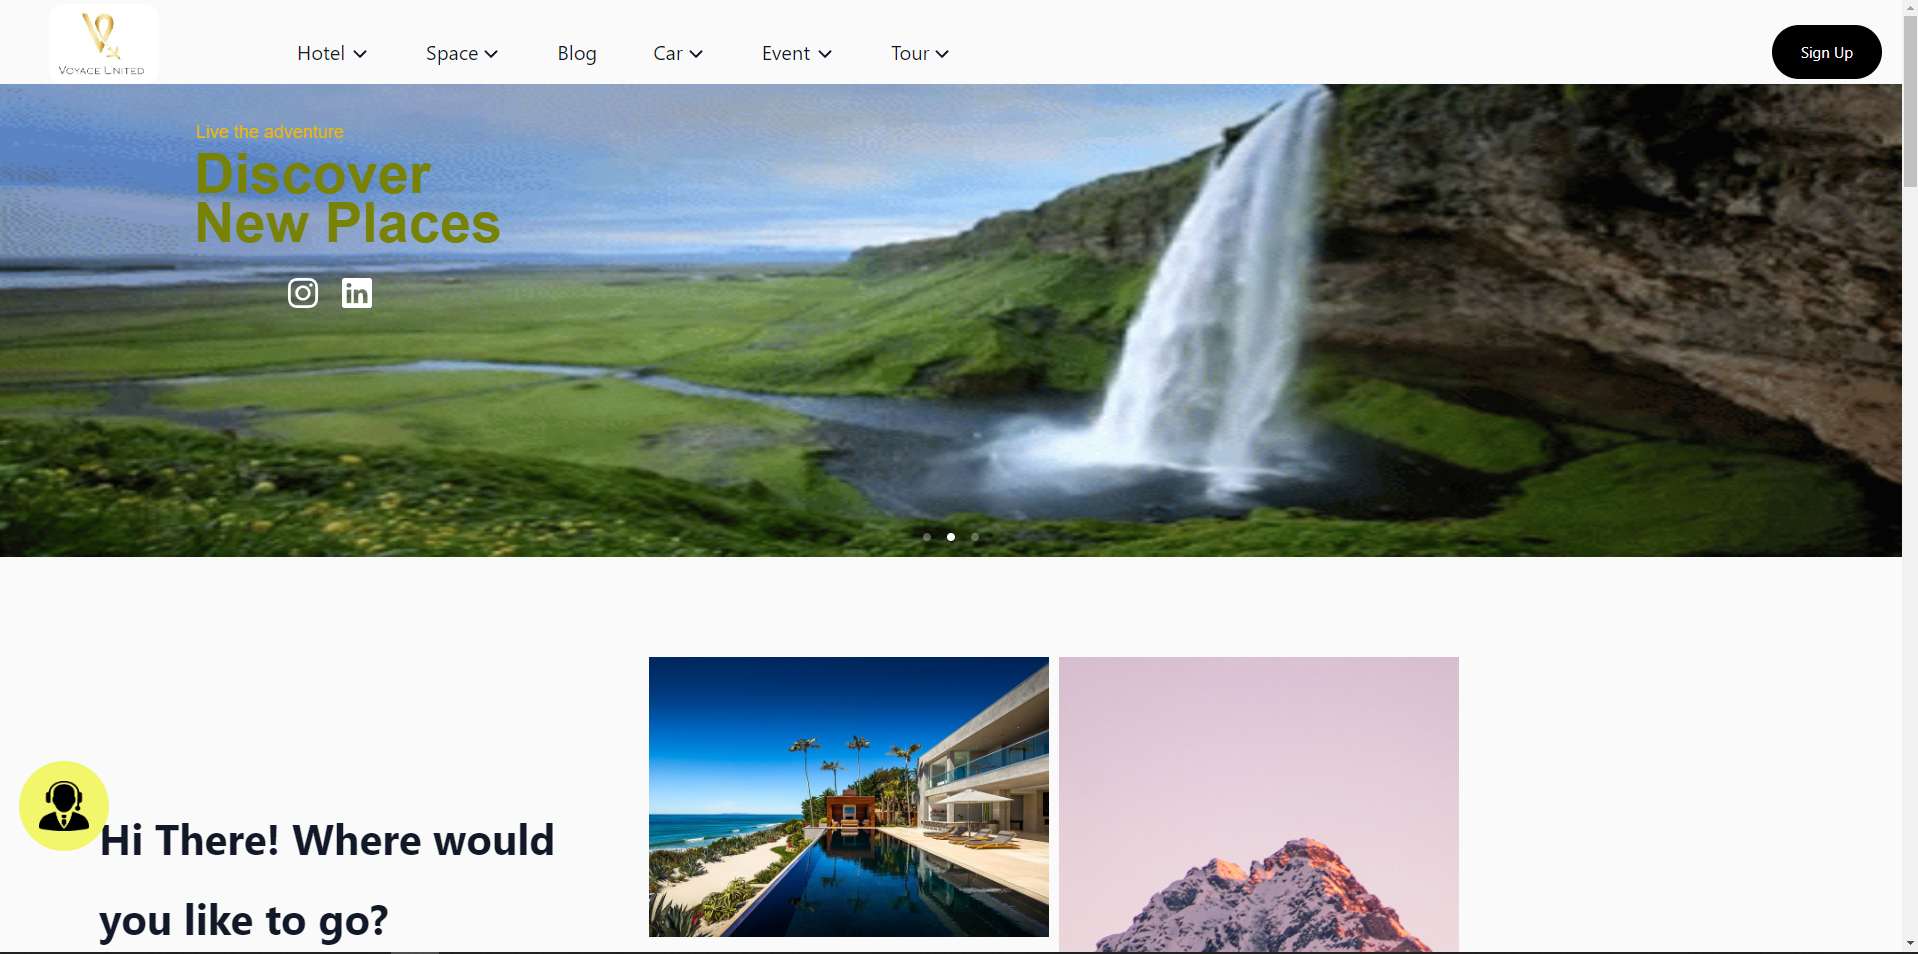 VOYAGE UNITED
Hotel Space Blog Car Event Tour
Sign Up
Live the adventure
Discover
New Places
in
Hi There! Where would
you like to go?